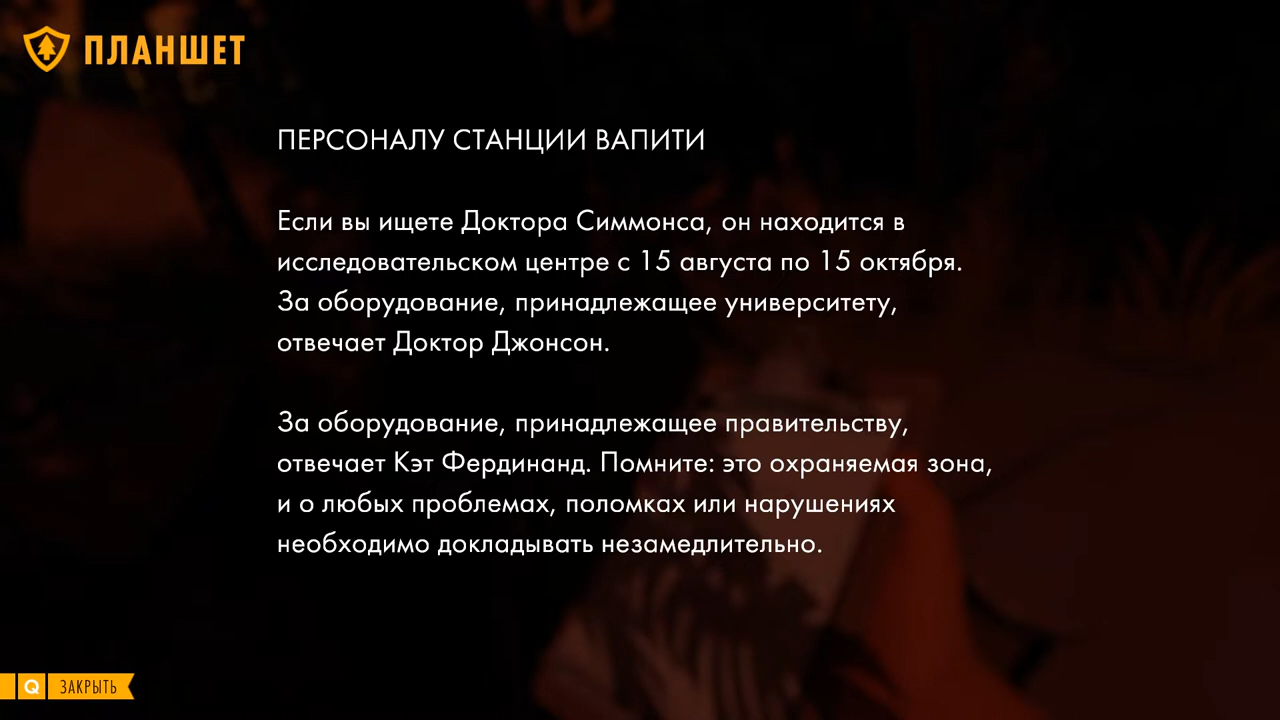 ПЛАНШЕТ
ПЕРСОНАЛУ СТАНЦИИ ВАПИТИ
Если вы ищете Доктора Симмонса, он находится в
исследовательском центре с 15 августа по 15 октября.
За оборудование, принадлежащее университету,
отвечает Доктор Джонсон.
За оборудование, принадлежащее правительству,
отвечает Кэт Фердинанд. Помните: это охраняемая зона,
и о любых проблемах, поломках или нарушениях
необходимо докладывать незамедлительно.
Q ЗАКРЫТЬ